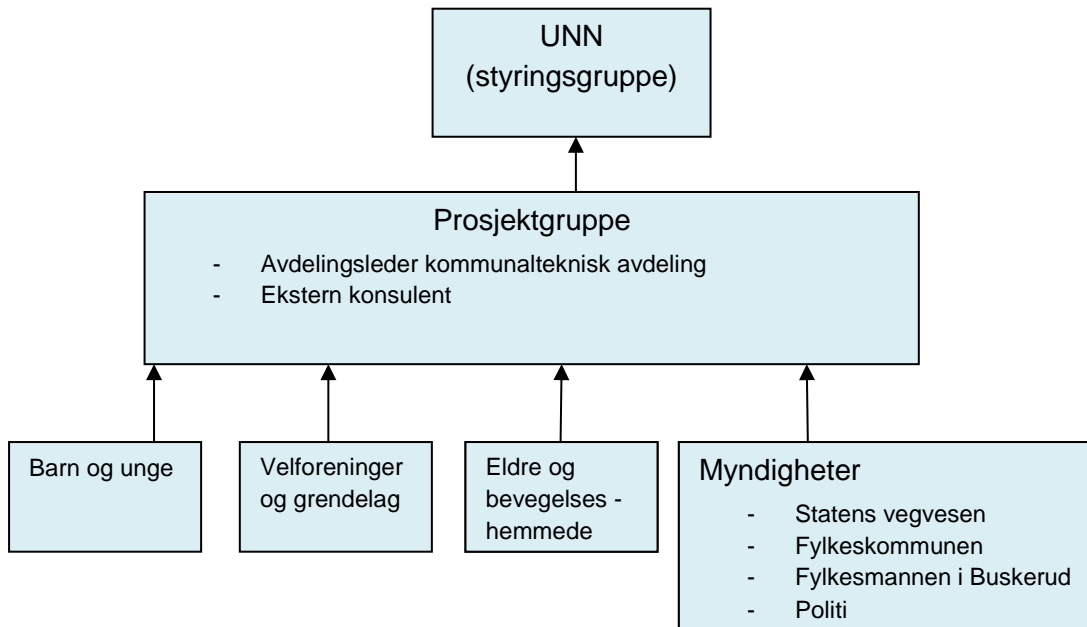 UNN
(styringsgruppe)
Prosjektgruppe
- Avdelingsleder kommunalteknisk avdeling
- Ekstern konsulent
Barn og unge
Velforeninger
og grendelag
Eldre og
bevegelses -
hemmede
Myndigheter
- Statens vegvesen
- Fylkeskommunen
- Fylkesmannen i Buskerud
- Politi